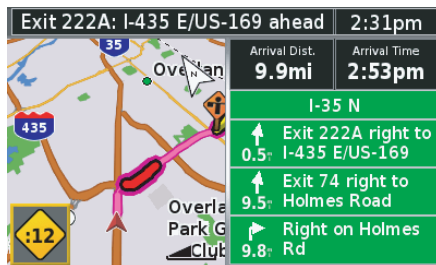 Exit 222A: I-435 E/US-169 ahead
2:31pm
35
Overlan
N
435
Overla
Park G
Club
:12
Arrival Dist.
9.9mi
Arrival Time
2:53pm
I-35 N
Exit 222A right to
I-435 E/US-169
0.5
Exit 74 right to
Holmes Road
9.5
Right on Holmes
Rd
9.8